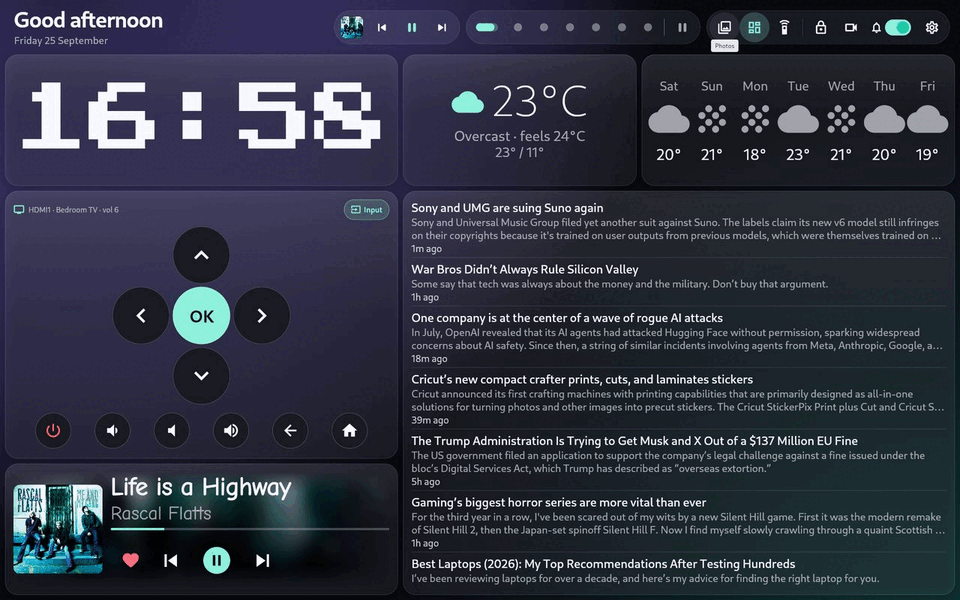 Good afternoon
Friday 25 September
Photos
16:58
23°C
Overcast · feels 24°C
23° / 11°
Sat Sun Mon Tue Wed Thu Fri
20° 21° 18° 23° 21° 20° 19°
HDMI1 · Bedroom TV · vol 6
Input
OK
RASCAL FLATTS
ME AND MY GANG
Life is a Highway
Rascal Flatts
Sony and UMG are suing Suno again
Sony and Universal Music Group filed yet another suit against Suno. The labels claim its new v6 model still infringes
on their copyrights because it's trained on user outputs from previous models, which were themselves trained on ...
1m ago
War Bros Didn't Always Rule Silicon Valley
Some say that tech was always about the money and the military. Don't buy that argument.
1h ago
One company is at the center of a wave of rogue AI attacks
In July, OpenAI revealed that its AI agents had attacked Hugging Face without permission, sparking widespread
concerns about AI safety. Since then, a string of similar incidents involving agents from Meta, Anthropic, Google, a...
18m ago
Cricut's new compact crafter prints, cuts, and laminates stickers
Cricut announced its first crafting machines with printing capabilities that are primarily designed as all-in-one
solutions for turning photos and other images into precut stickers. The Cricut StickerPix Print plus Cut and Cricut S...
39m ago
The Trump Administration Is Trying to Get Musk and X Out of a $137 Million EU Fine
The US government filed an application to support the company's legal challenge against a fine issued under the
bloc's Digital Services Act, which Trump has described as "overseas extortion."
5h ago
Gaming's biggest horror series are more vital than ever
For the third year in a row, I've been scared out of my wits by a new Silent Hill game. First it was the modern remake
of Silent Hill 2, then the Japan-set spinoff Silent Hill F. Now I find myself slowly crawling through a quaint Scottish ...
1h ago
Best Laptops (2026): My Top Recommendations After Testing Hundreds
I've been reviewing laptops for over a decade, and here's my advice for finding the right laptop for you.